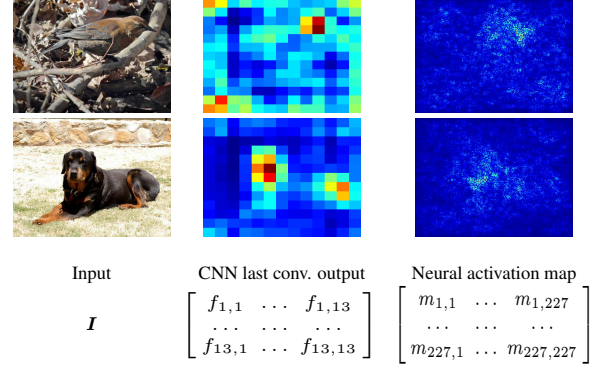 Input
CNN last conv. output
Neural activation map
I
f1,1 ... f1,13
... ... ...
f13,1 ... f13,13
m1,1 ... m1,227
... ... ...
m227,1 ... m227,227